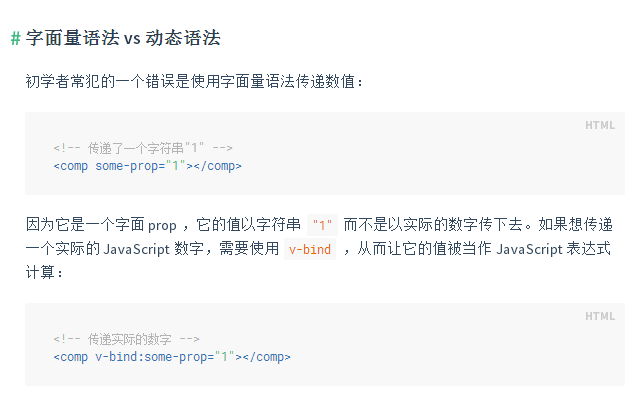 # 字面量语法 vs 动态语法
初学者常犯的一个错误是使用字面量语法传递数值：
HTML
<!-- 传递了一个字符串"1" -->
<comp some-prop="1"></comp>
因为它是一个字面 prop ，它的值以字符串 "1" 而不是以实际的数字传下去。如果想传递
一个实际的 JavaScript 数字，需要使用 v-bind ，从而让它的值被当作 JavaScript 表达式
计算：
HTML
<!-- 传递实际的数字 -->
<comp v-bind:some-prop="1"></comp>